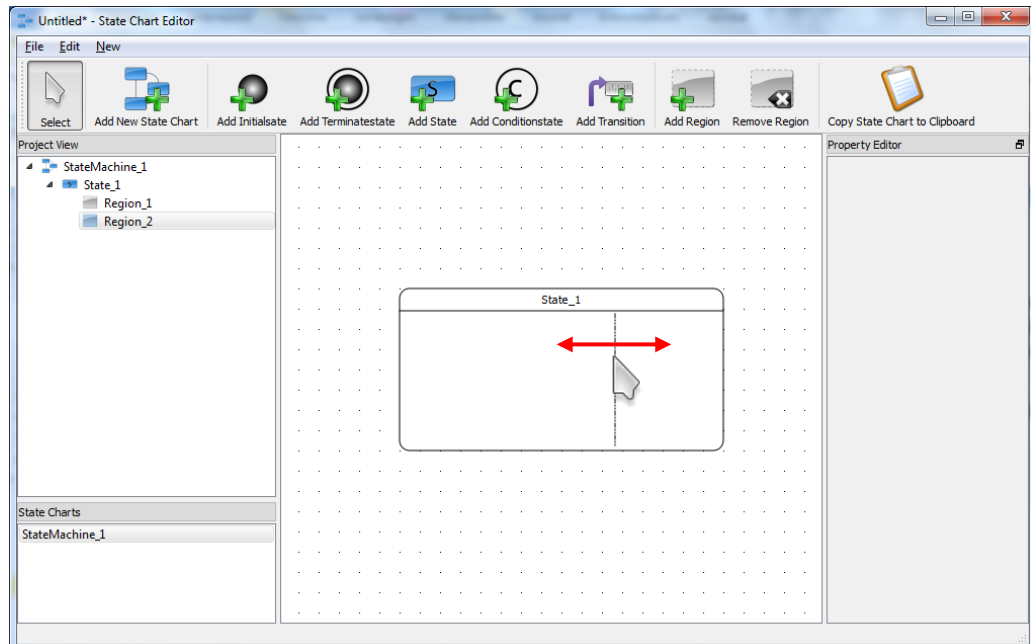 Untitled* - State Chart Editor
File Edit New
Select Add New State Chart Add Initialsate Add Terminatestate Add State Add Conditionstate Add Transition Add Region Remove Region Copy State Chart to Clipboard
S C
Project View
StateMachine_1
State_1
Region_1
Region_2
State_1
Property Editor
State Charts
StateMachine_1